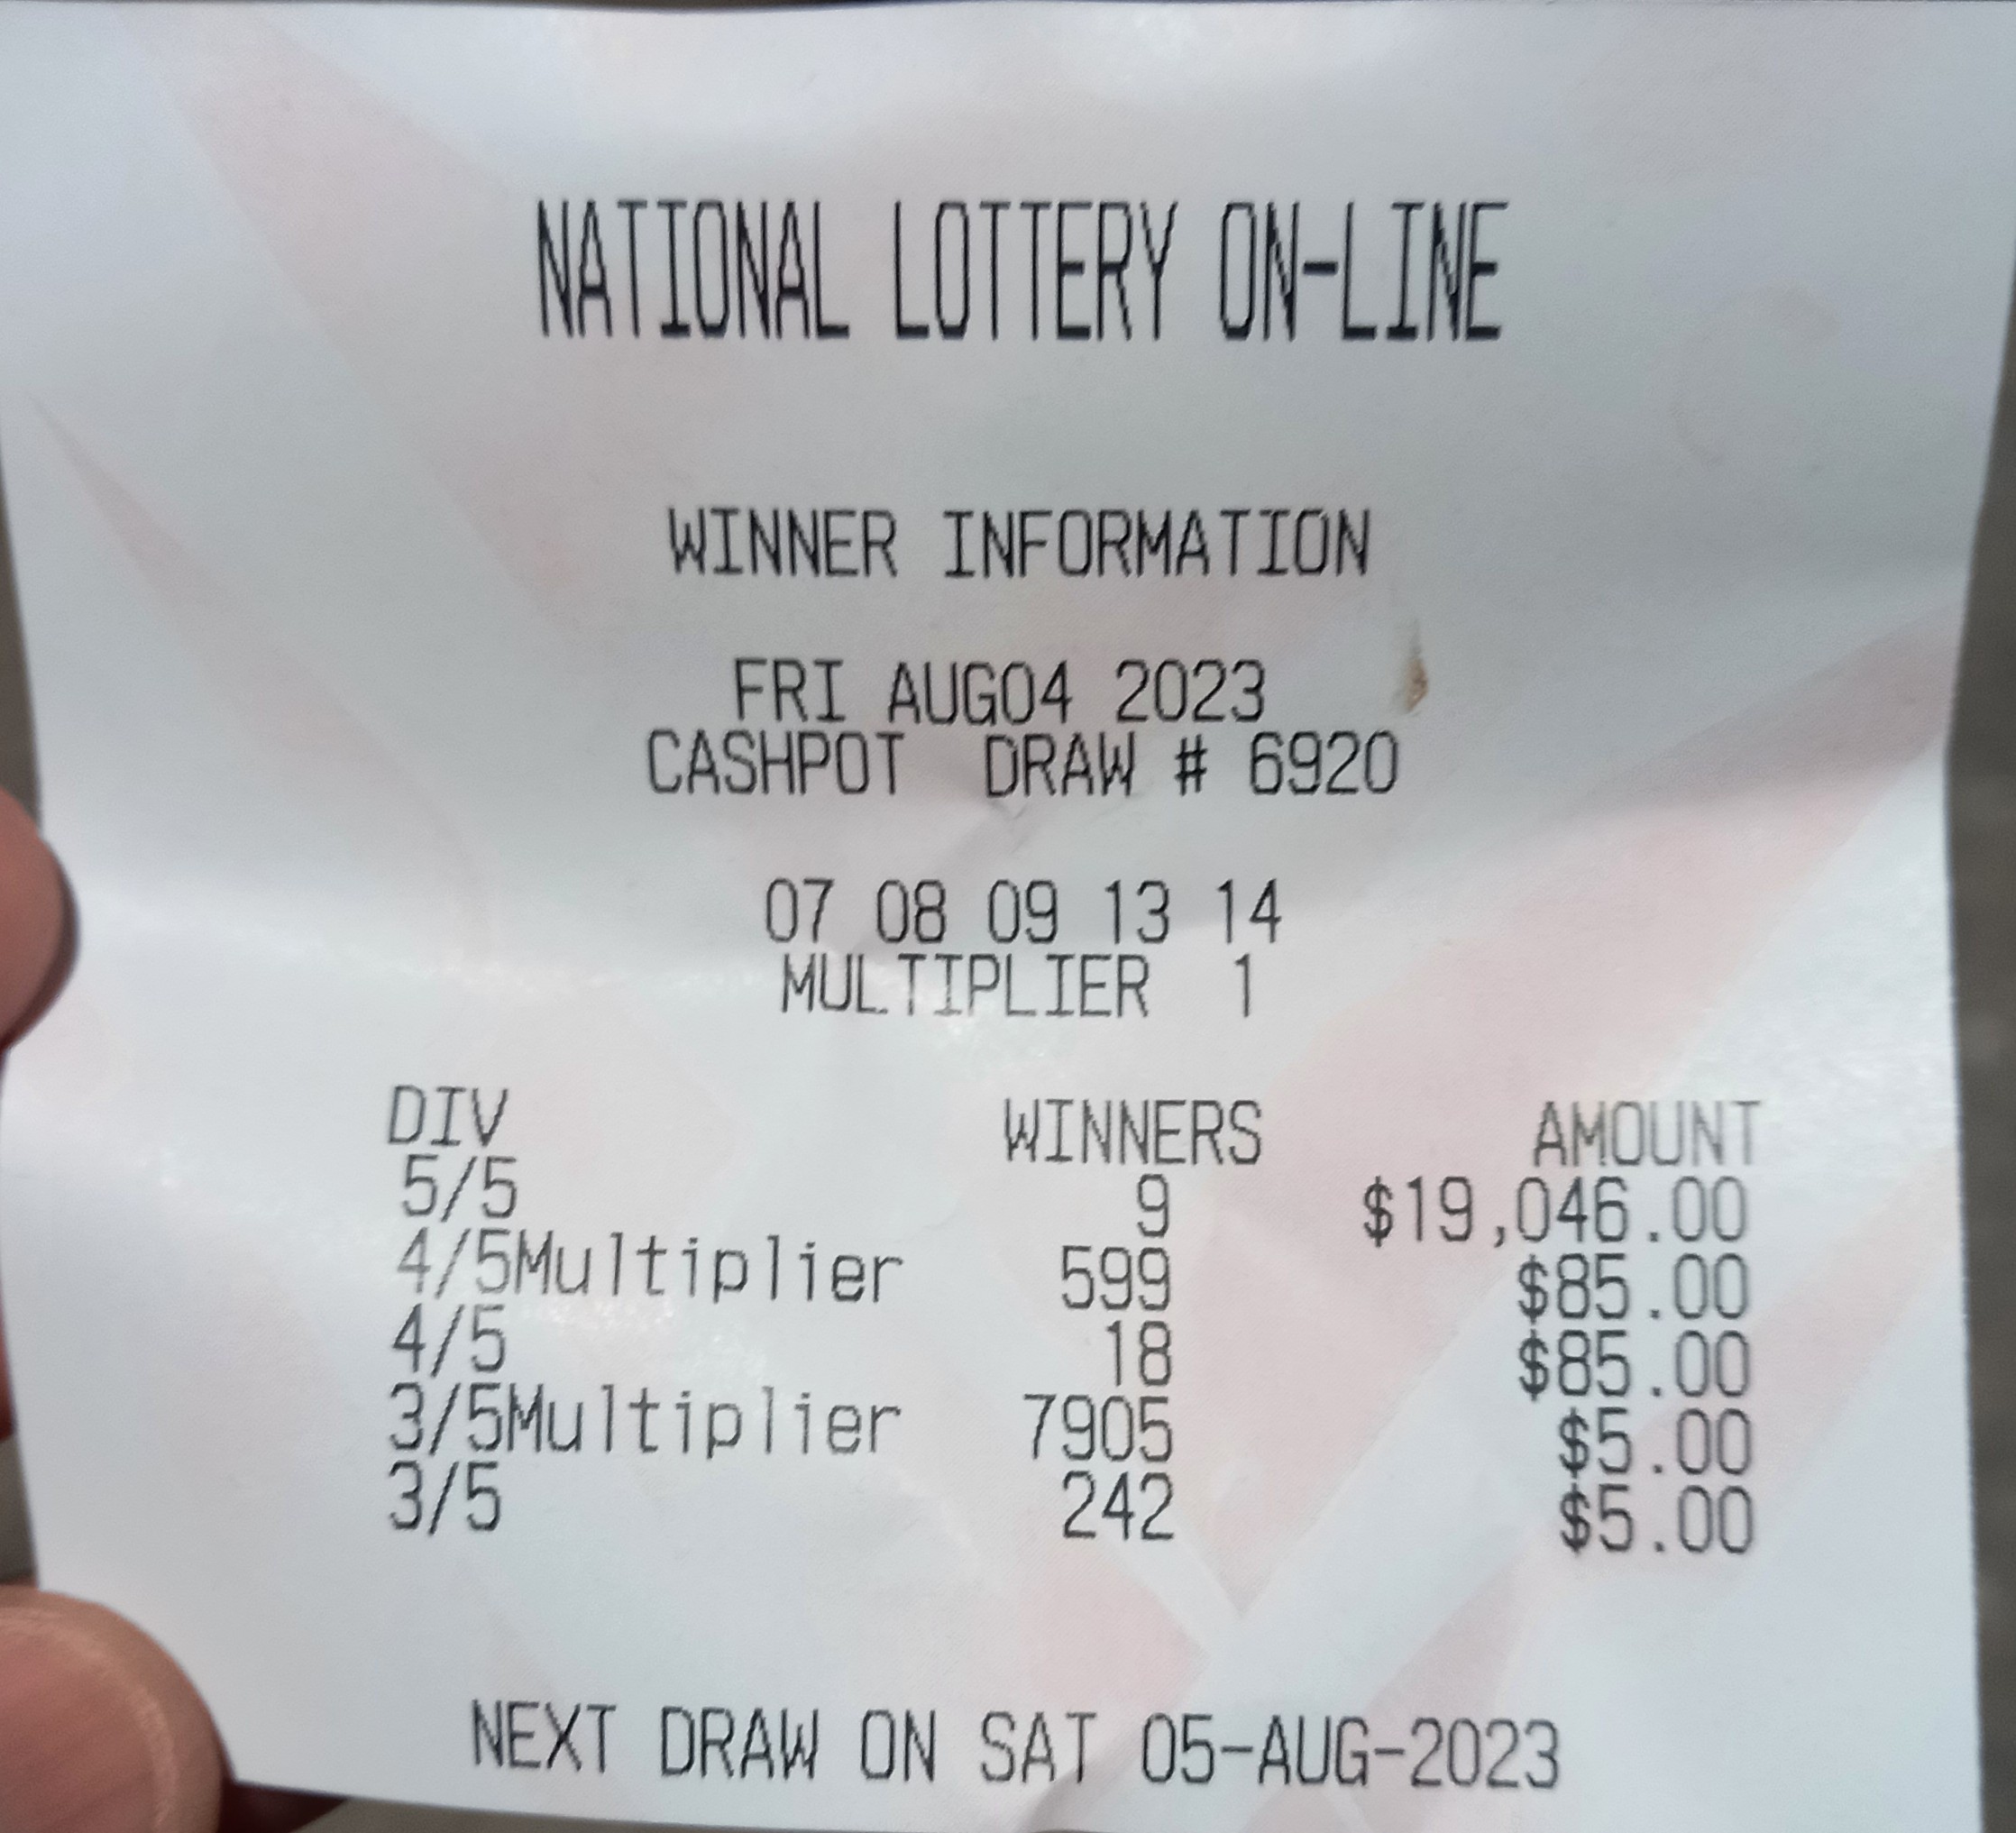 NATIONAL LOTTERY ON-LINE
WINNER INFORMATION
FRI AUG04 2023
CASHPOT DRAW # 6920
07 08 09 13 14
MULTIPLIER 1
DIV WINNERS AMOUNT
5/5 9 $19,046.00
4/5Multiplier 599 $85.00
4/5 18 $85.00
3/5Multiplier 7905 $5.00
3/5 242 $5.00
NEXT DRAW ON SAT 05-AUG-2023